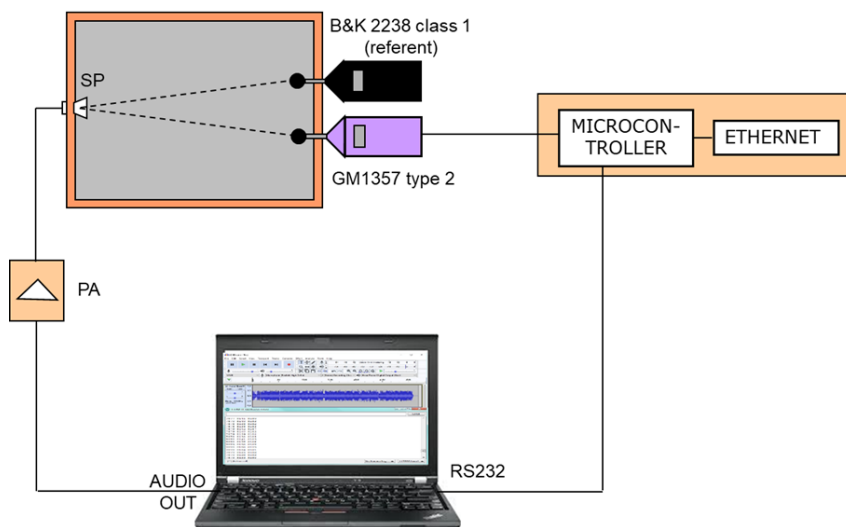 B&K 2238 class 1
(referent)
SP
MICROCON-
TROLLER
ETHERNET
GM1357 type 2
PA
AUDIO
OUT
RS232